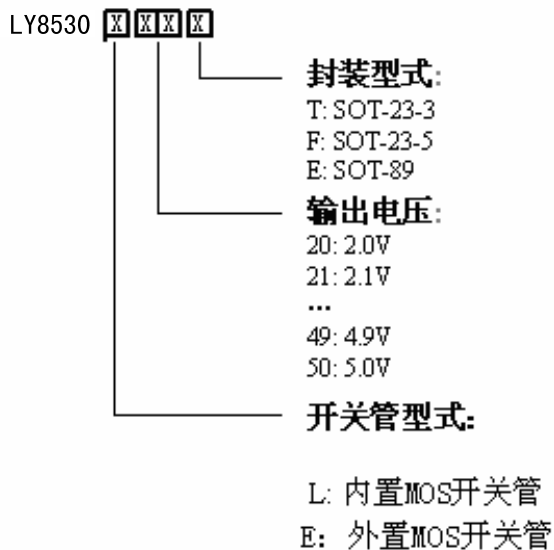 LY8530 X XX X
封装型式:
T: SOT-23-3
F: SOT-23-5
E: SOT-89
输出电压:
20: 2.0V
21: 2.1V
...
49: 4.9V
50: 5.0V
开关管型式:
L: 内置MOS开关管
E: 外置MOS开关管